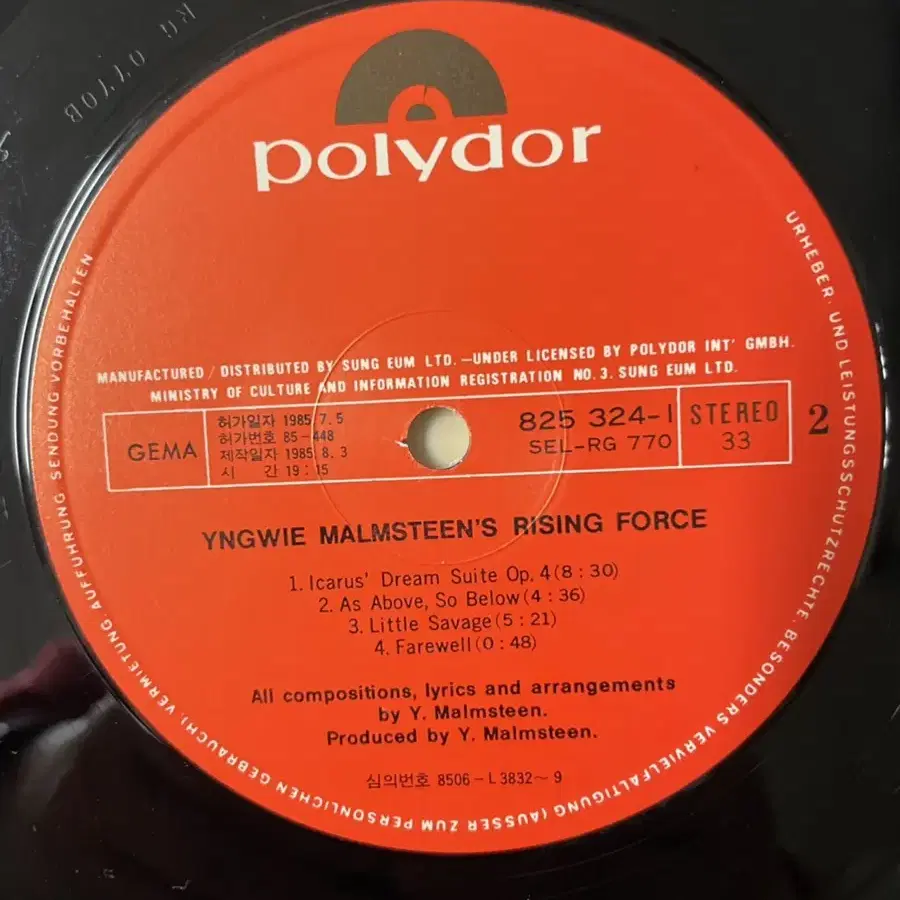 RG 0770B
polydor
MANUFACTURED / DISTRIBUTED BY SUNG EUM LTD. —UNDER LICENSED BY POLYDOR INT' GMBH.
MINISTRY OF CULTURE AND INFORMATION REGISTRATION NO. 3. SUNG EUM LTD.
GEMA
허가일자 1985.7.5
허가번호 85-448
제작일자 1985.8.3
시 간 19 : 15
825 324-1
SEL-RG 770
STEREO
33
2
YNGWIE MALMSTEEN'S RISING FORCE
1. Icarus' Dream Suite Op. 4 (8 : 30)
2. As Above, So Below (4 : 36)
3. Little Savage (5 : 21)
4. Farewell (0 : 48)
All compositions, lyrics and arrangements
by Y. Malmsteen.
Produced by Y. Malmsteen.
심의번호 8506-L3832~9
URHEBER- UND LEISTUNGSSCHUTZRECHTE, BESONDERS VERVIELFÄLTIGUNG (AUSSER ZUM PERSÖNLICHEN GEBRAUCH), VERMIETUNG, AUFFÜHRUNG, SENDUNG VORBEHALTEN